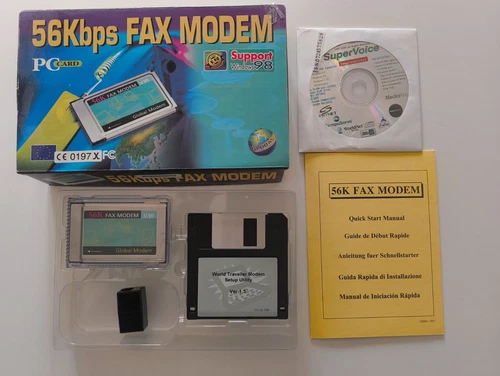 56Kbps FAX MODEM
PC CARD
Support
Windows 98
56K FAX MODEM
Global Modem
CE 0197 X FC
56Kbps FAX MODEM
SuperVoice
56K FAX MODEM V.90
Global Modem
World Traveller Modem
Setup Utility
56K FAX MODEM
Quick Start Manual
Guide de Début Rapide
Anleitung fuer Schnellstarter
Guida Rapida di Installazione
Manual de Iniciación Rápida